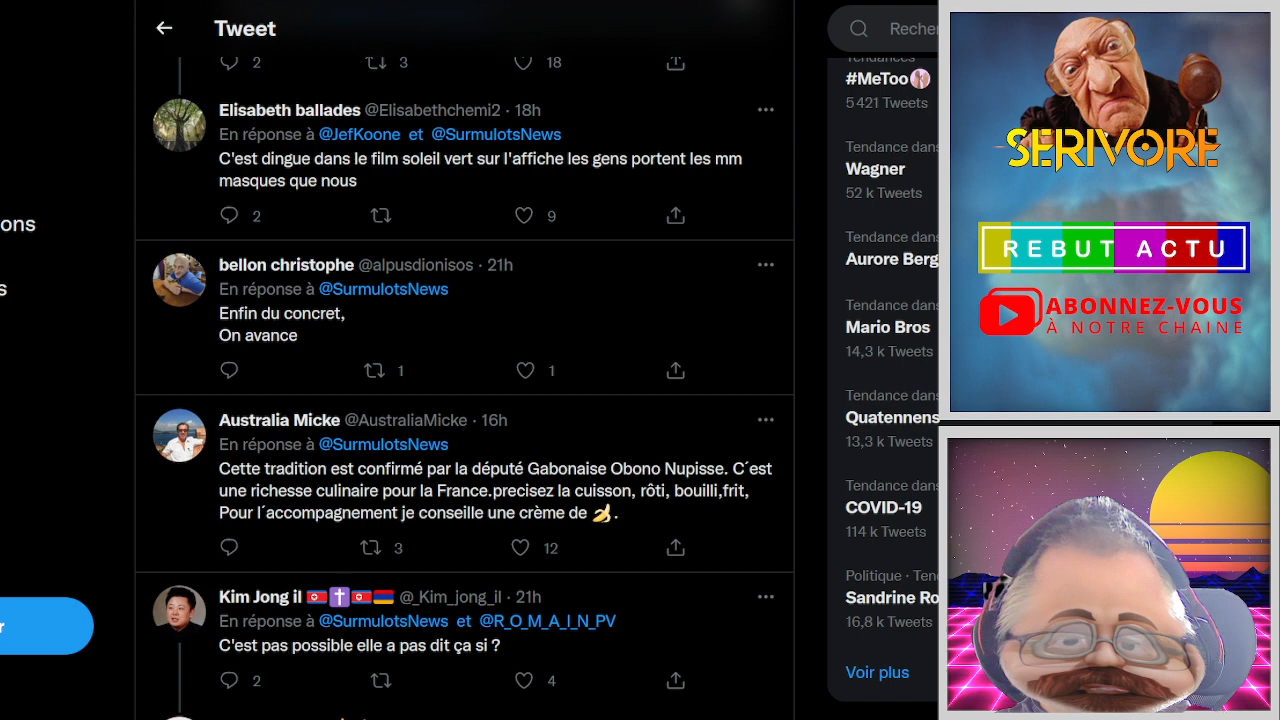 Tweet
Recher
2
3
18
Elisabeth ballades @Elisabethchemi2 · 18h
En réponse à @JefKoone et @SurmulotsNews
C'est dingue dans le film soleil vert sur l'affiche les gens portent les mm
masques que nous
2
9
bellon christophe @alpusdionisos · 21h
En réponse à @SurmulotsNews
Enfin du concret,
On avance
1
1
Australia Micke @AustraliaMicke · 16h
En réponse à @SurmulotsNews
Cette tradition est confirmé par la députée Gabonaise Obono Nupisse. C´est
une richesse culinaire pour la France.precisez la cuisson, rôti, bouilli,frit,
Pour l´accompagnement je conseille une crème de 🍌.
3
12
Kim Jong il 🇰🇵✝️🇰🇵🇦🇲 @_Kim_jong_il · 21h
En réponse à @SurmulotsNews et @R_O_M_A_I_N_PV
C'est pas possible elle a pas dit ça si ?
2
4
ons
s
r
Tendances
#MeToo
5 421 Tweets
Tendance dans
Wagner
52 k Tweets
Tendance dans
Aurore Berg
Tendance dans
Mario Bros
14,3 k Tweets
Tendance dans
Quatennens
13,3 k Tweets
Tendance dans
COVID-19
114 k Tweets
Politique · Ten
Sandrine Ro
16,8 k Tweets
Voir plus
SERIVORE
REBUT ACTU
ABONNEZ-VOUS
À NOTRE CHAINE